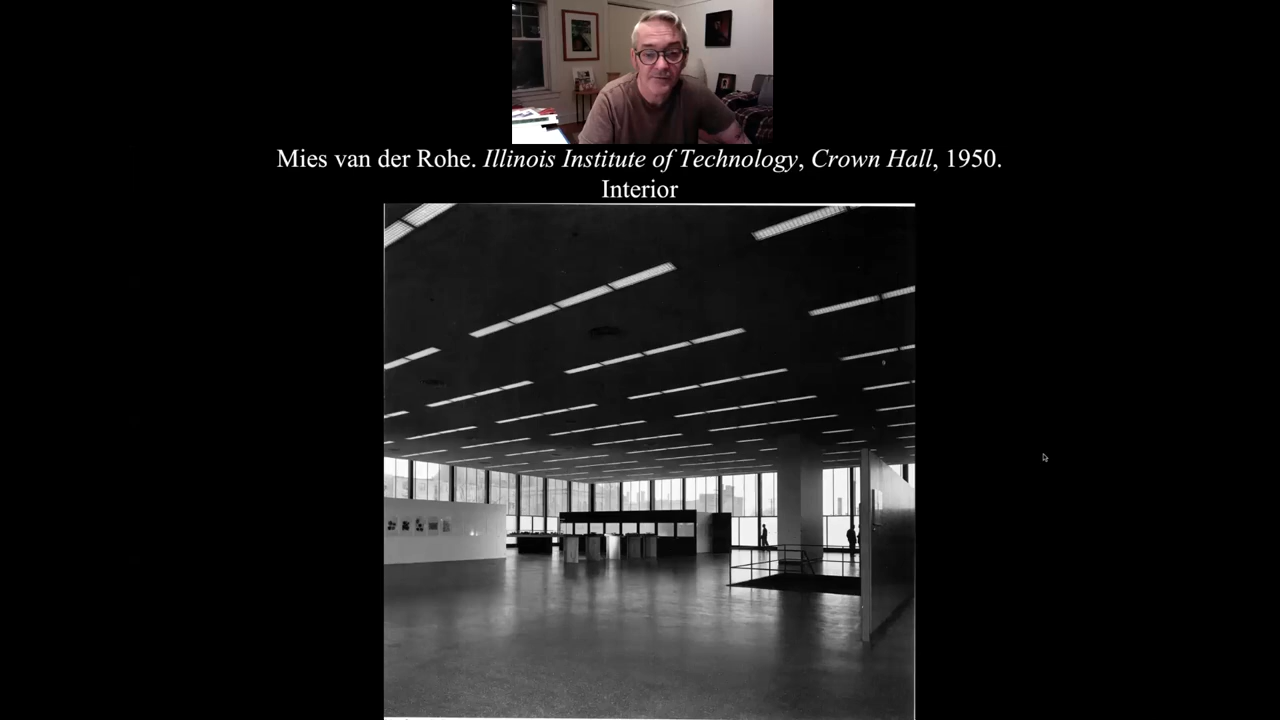 Mies van der Rohe. Illinois Institute of Technology, Crown Hall, 1950.
Interior